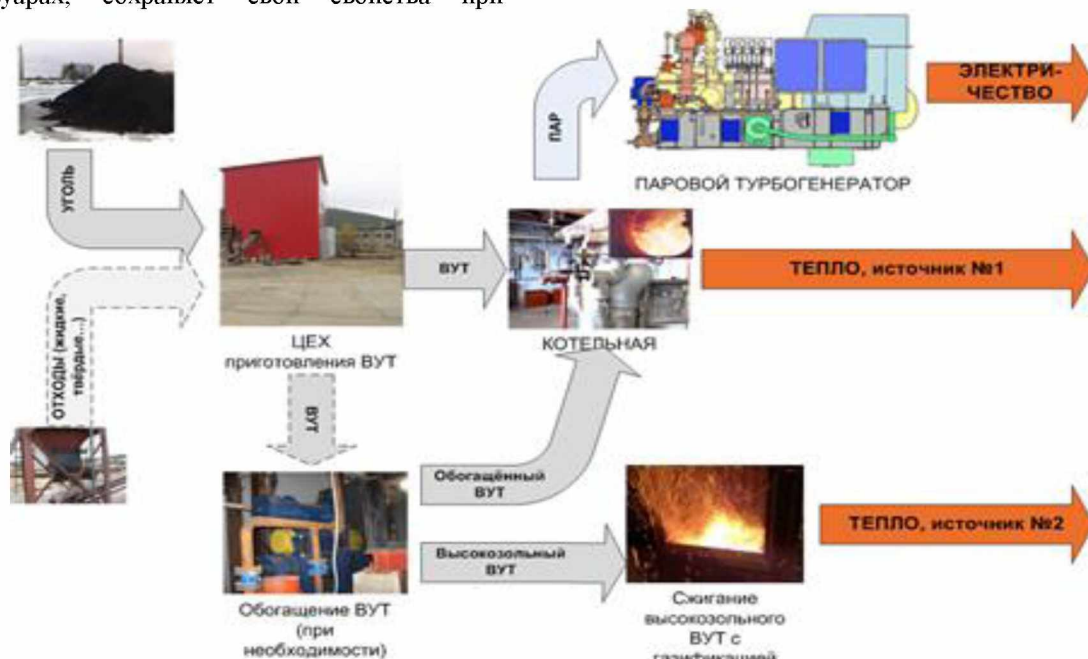 уарах, сохраняет свои свойства при
УГОЛЬ
ОТХОДЫ (жидкие,
твёрдые...)
ЦЕХ
приготовления ВУТ
ВУТ
ВУТ
ПАР
ПАРОВОЙ ТУРБОГЕНЕРАТОР
ЭЛЕКТРИ-
ЧЕСТВО
КОТЕЛЬНАЯ
ТЕПЛО, источник №1
Обогащение ВУТ
(при
необходимости)
Обогащённый
ВУТ
Высокозольный
ВУТ
Сжигание
высокозольного
ВУТ с
газификацией
ТЕПЛО, источник №2